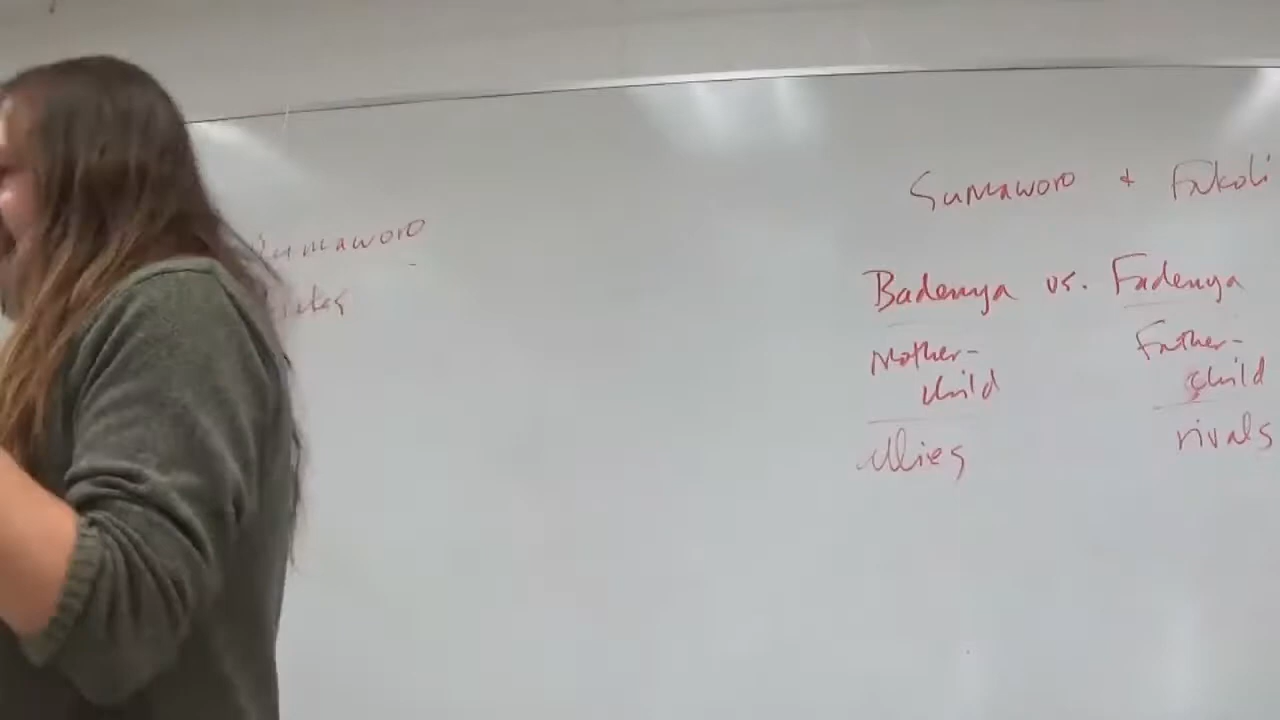 Sumaworo + Fakoli
Sumaworo
Badenya vs. Fadenya
Mother- Father-
child child
allies rivals